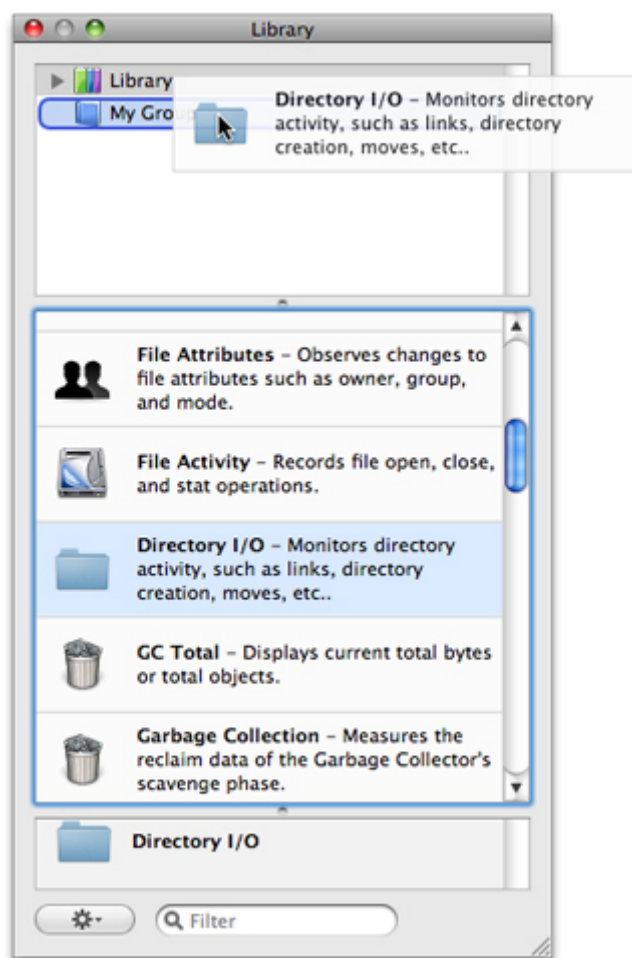 Library
Library
My Grou
Directory I/O – Monitors directory
activity, such as links, directory
creation, moves, etc..
File Attributes – Observes changes to
file attributes such as owner, group,
and mode.
File Activity – Records file open, close,
and stat operations.
Directory I/O – Monitors directory
activity, such as links, directory
creation, moves, etc..
GC Total – Displays current total bytes
or total objects.
Garbage Collection – Measures the
reclaim data of the Garbage Collector's
scavenge phase.
Directory I/O
Filter